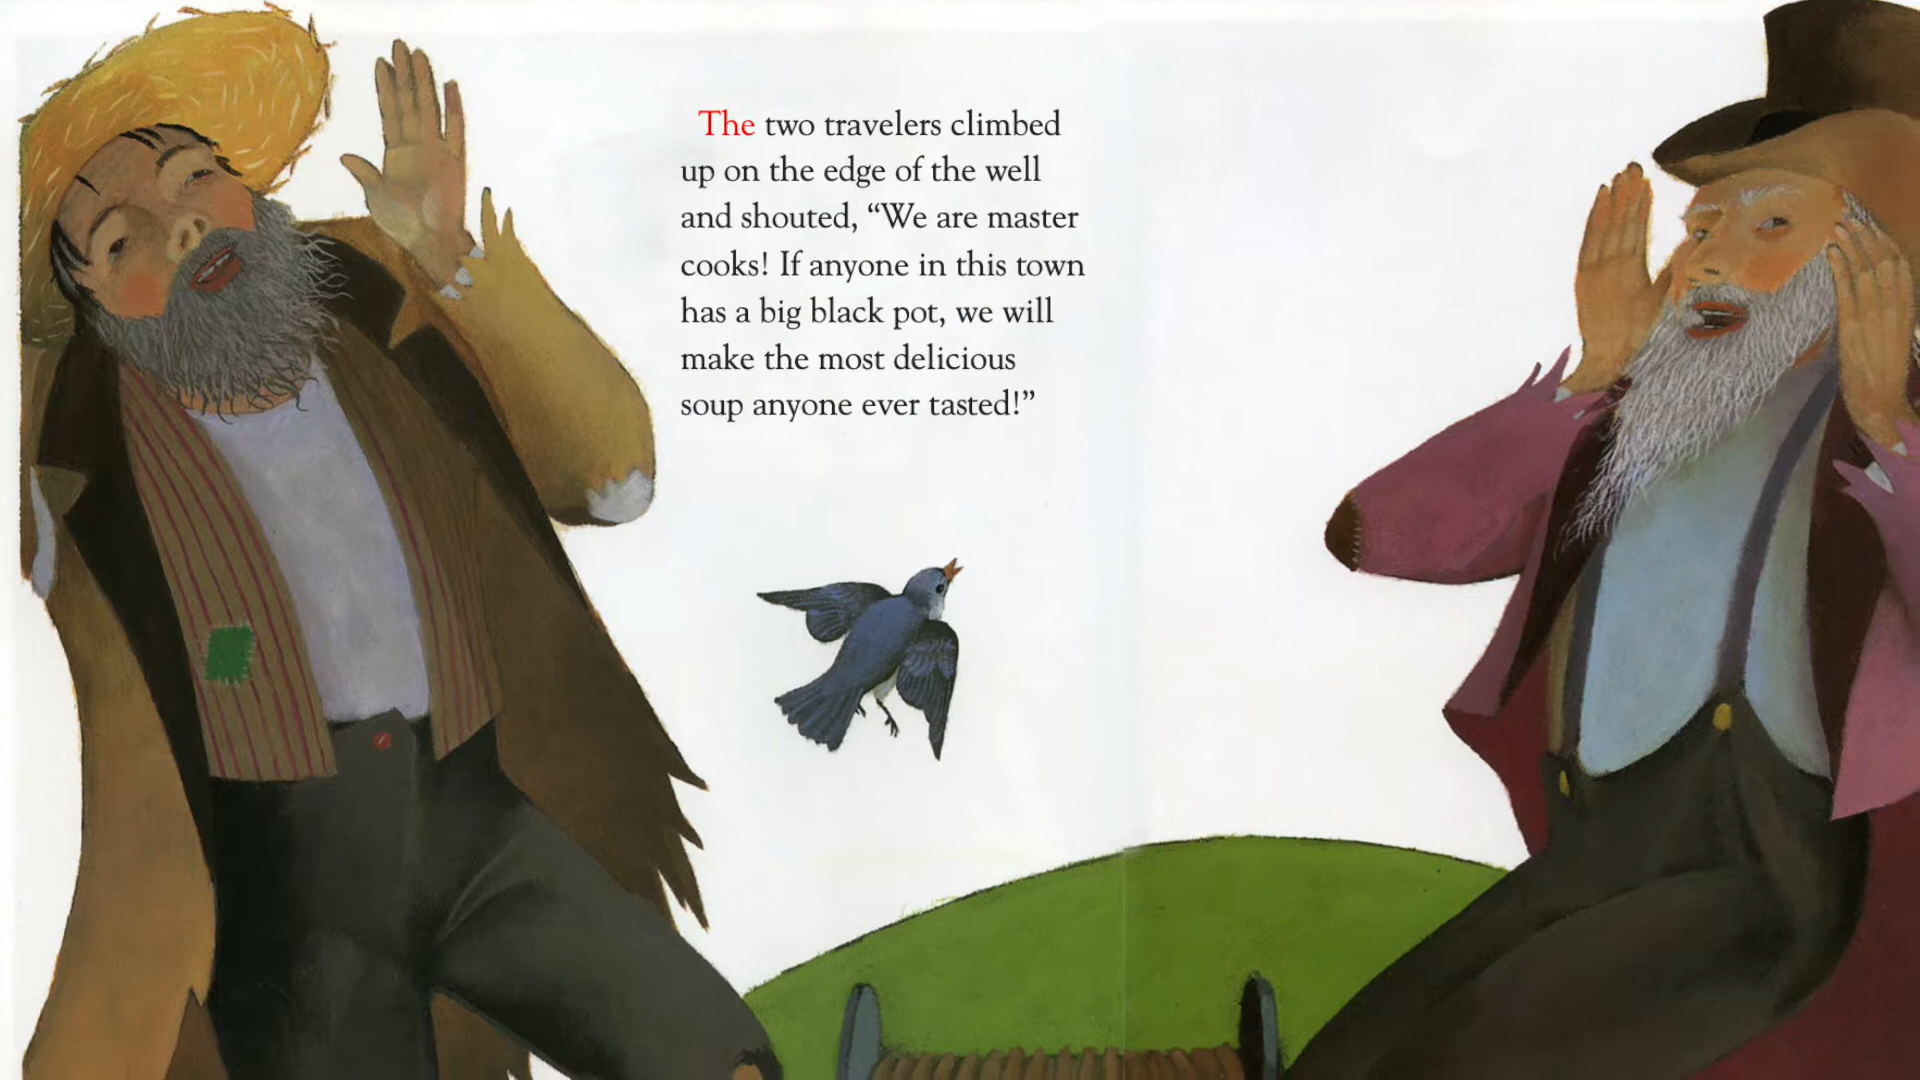 The two travelers climbed
up on the edge of the well
and shouted, “We are master
cooks! If anyone in this town
has a big black pot, we will
make the most delicious
soup anyone ever tasted!”